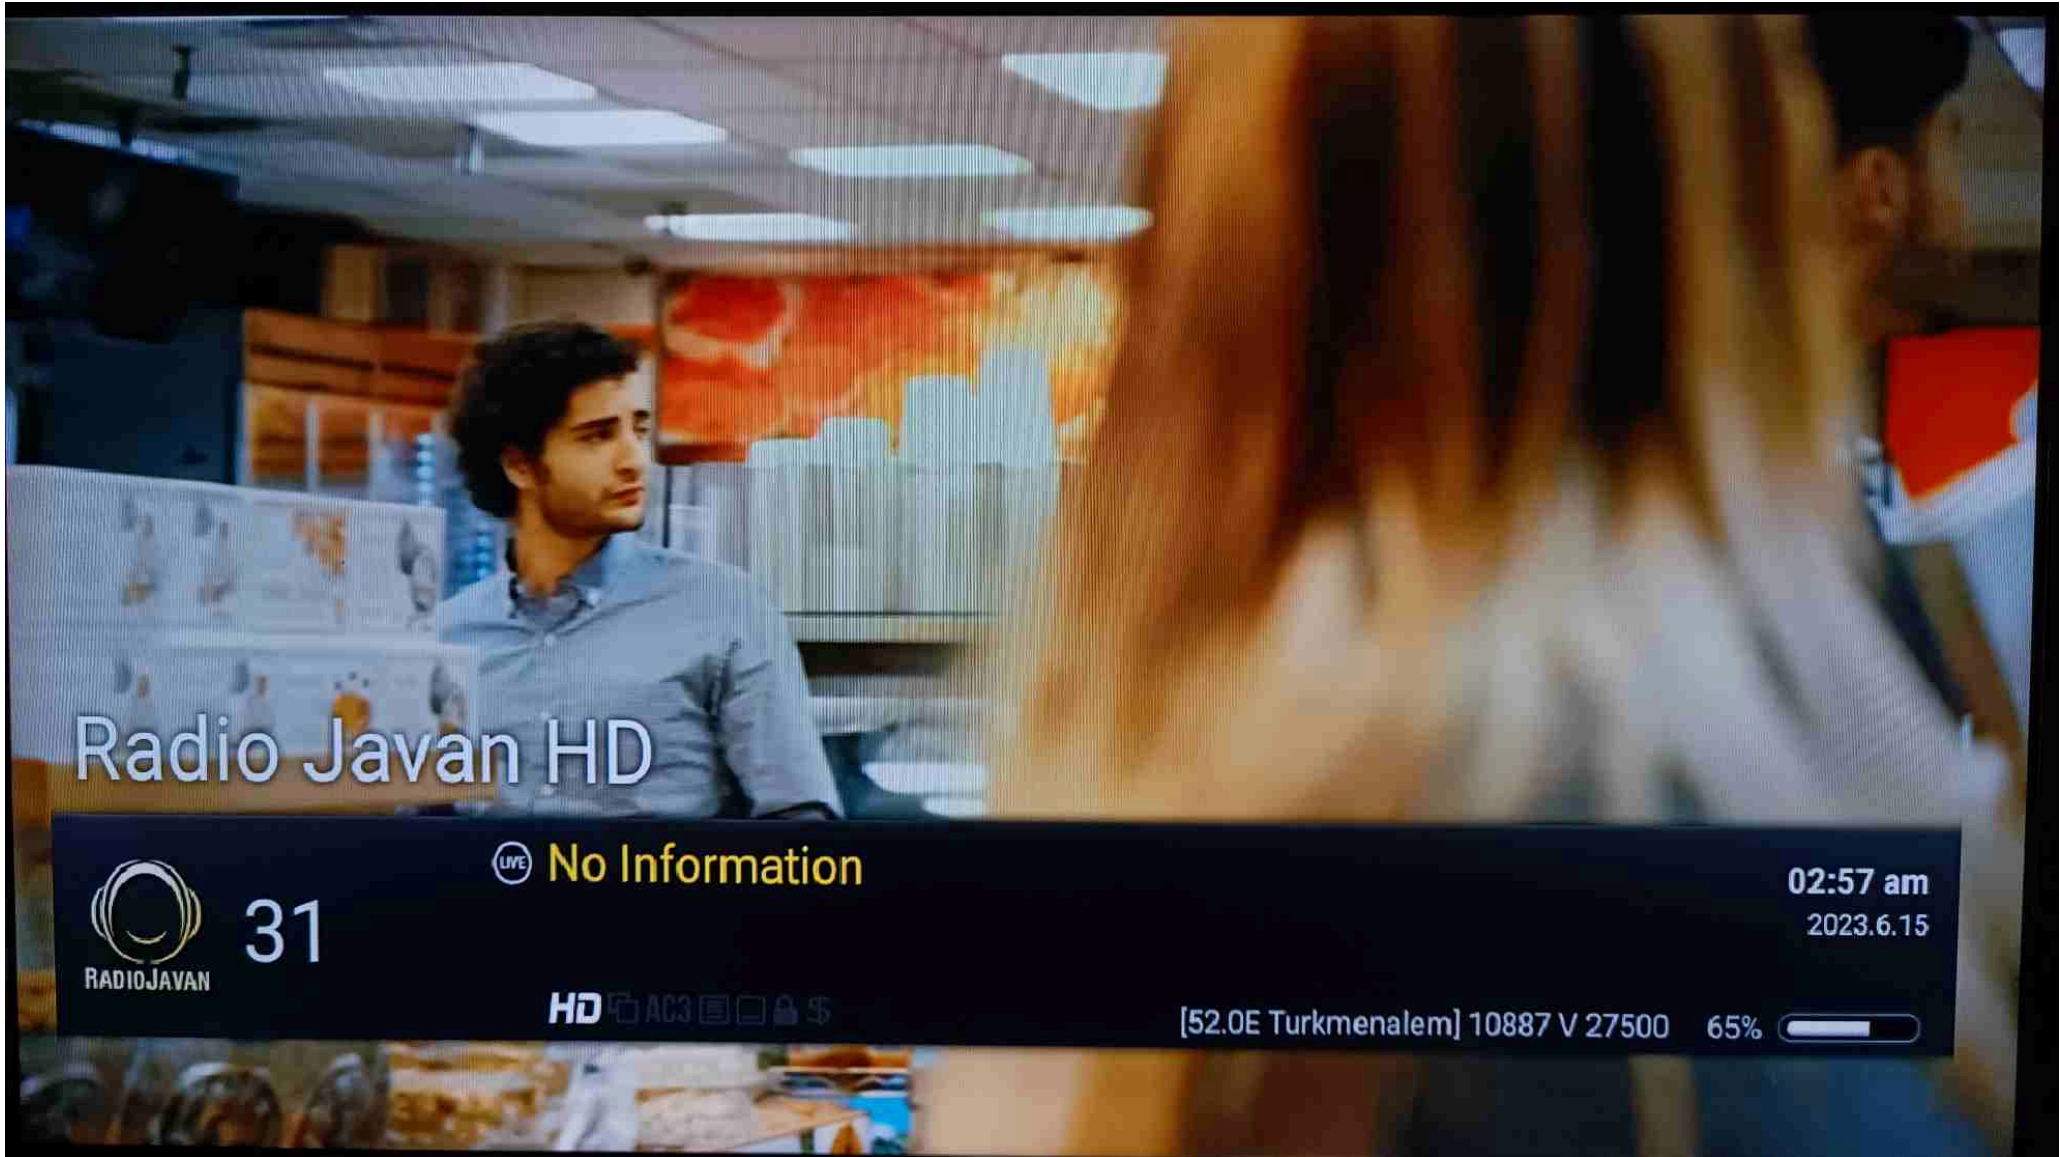 Radio Javan HD
LIVE No Information
02:57 am
2023.6.15
31
RADIOJAVAN
HD AC3 $
[52.0E Turkmenalem] 10887 V 27500 65%